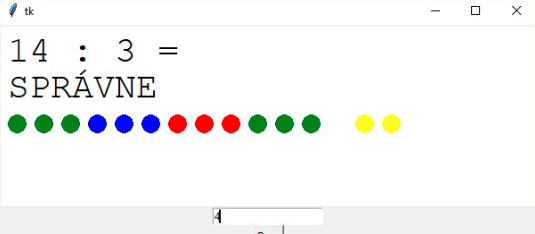 tk
14 : 3 =
SPRÁVNE
4